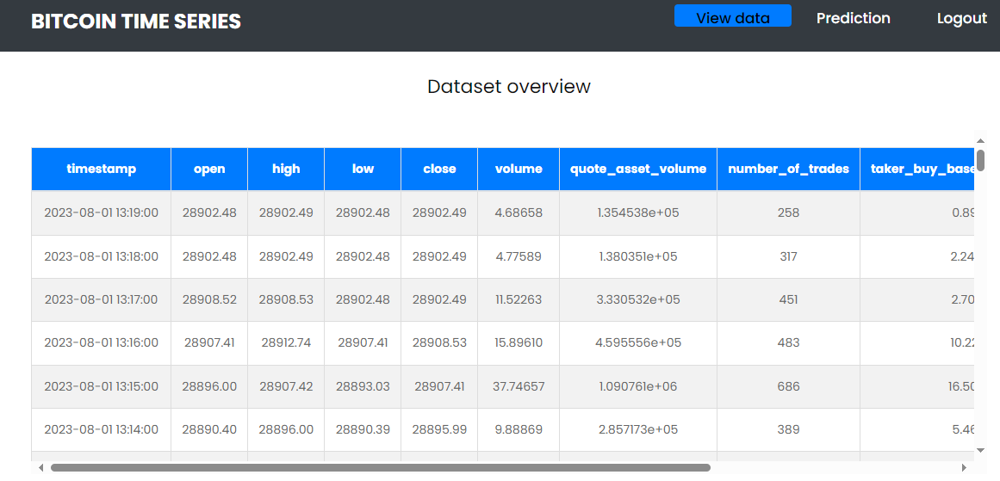 BITCOIN TIME SERIES View data Prediction Logout
Dataset overview
timestamp open high low close volume quote_asset_volume number_of_trades taker_buy_base
2023-08-01 13:19:00 28902.48 28902.49 28902.48 28902.49 4.68658 1.354538e+05 258 0.89
2023-08-01 13:18:00 28902.48 28902.49 28902.48 28902.49 4.77589 1.380351e+05 317 2.24
2023-08-01 13:17:00 28908.52 28908.53 28902.48 28902.49 11.52263 3.330532e+05 451 2.70
2023-08-01 13:16:00 28907.41 28912.74 28907.41 28908.53 15.89610 4.595556e+05 483 10.22
2023-08-01 13:15:00 28896.00 28907.42 28893.03 28907.41 37.74657 1.090761e+06 686 16.50
2023-08-01 13:14:00 28890.40 28896.00 28890.39 28895.99 9.88869 2.857173e+05 389 5.46